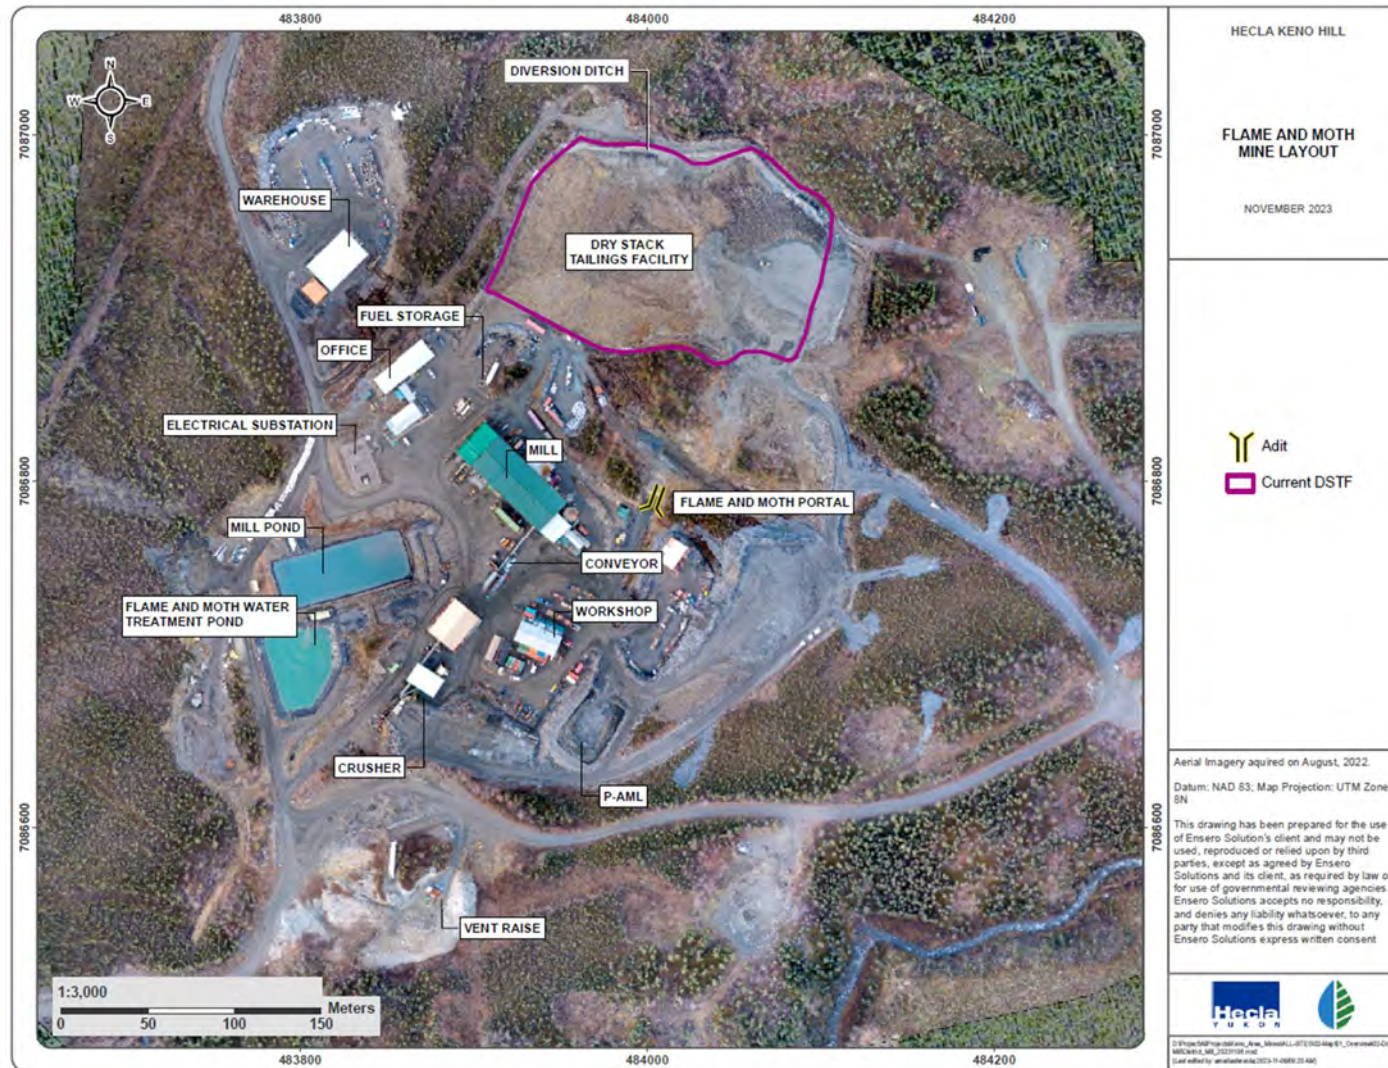 483800
484000
484200
HECLA KENO HILL
FLAME AND MOTH
MINE LAYOUT
NOVEMBER 2023
N
W
E
S
DIVERSION DITCH
7087000
7087000
WAREHOUSE
DRY STACK
TAILINGS FACILITY
FUEL STORAGE
OFFICE
ELECTRICAL SUBSTATION
MILL
7086800
7086800
FLAME AND MOTH PORTAL
Adit
Current DSTF
MILL POND
CONVEYOR
FLAME AND MOTH WATER
TREATMENT POND
WORKSHOP
CRUSHER
P-AML
7086600
7086600
VENT RAISE
1:3,000
Meters
0
50
100
150
483800
484000
484200
Aerial Imagery aquired on August, 2022.
Datum: NAD 83; Map Projection: UTM Zone
8N
This drawing has been prepared for the use
of Ensero Solution's client and may not be
used, reproduced or relied upon by third
parties, except as agreed by Ensero
Solutions and its client, as required by law o
for use of governmental reviewing agencies
Ensero Solutions accepts no responsibility,
and denies any liability whatsoever, to any
party that modifies this drawing without
Ensero Solutions express written consent
Hecla
YUKON